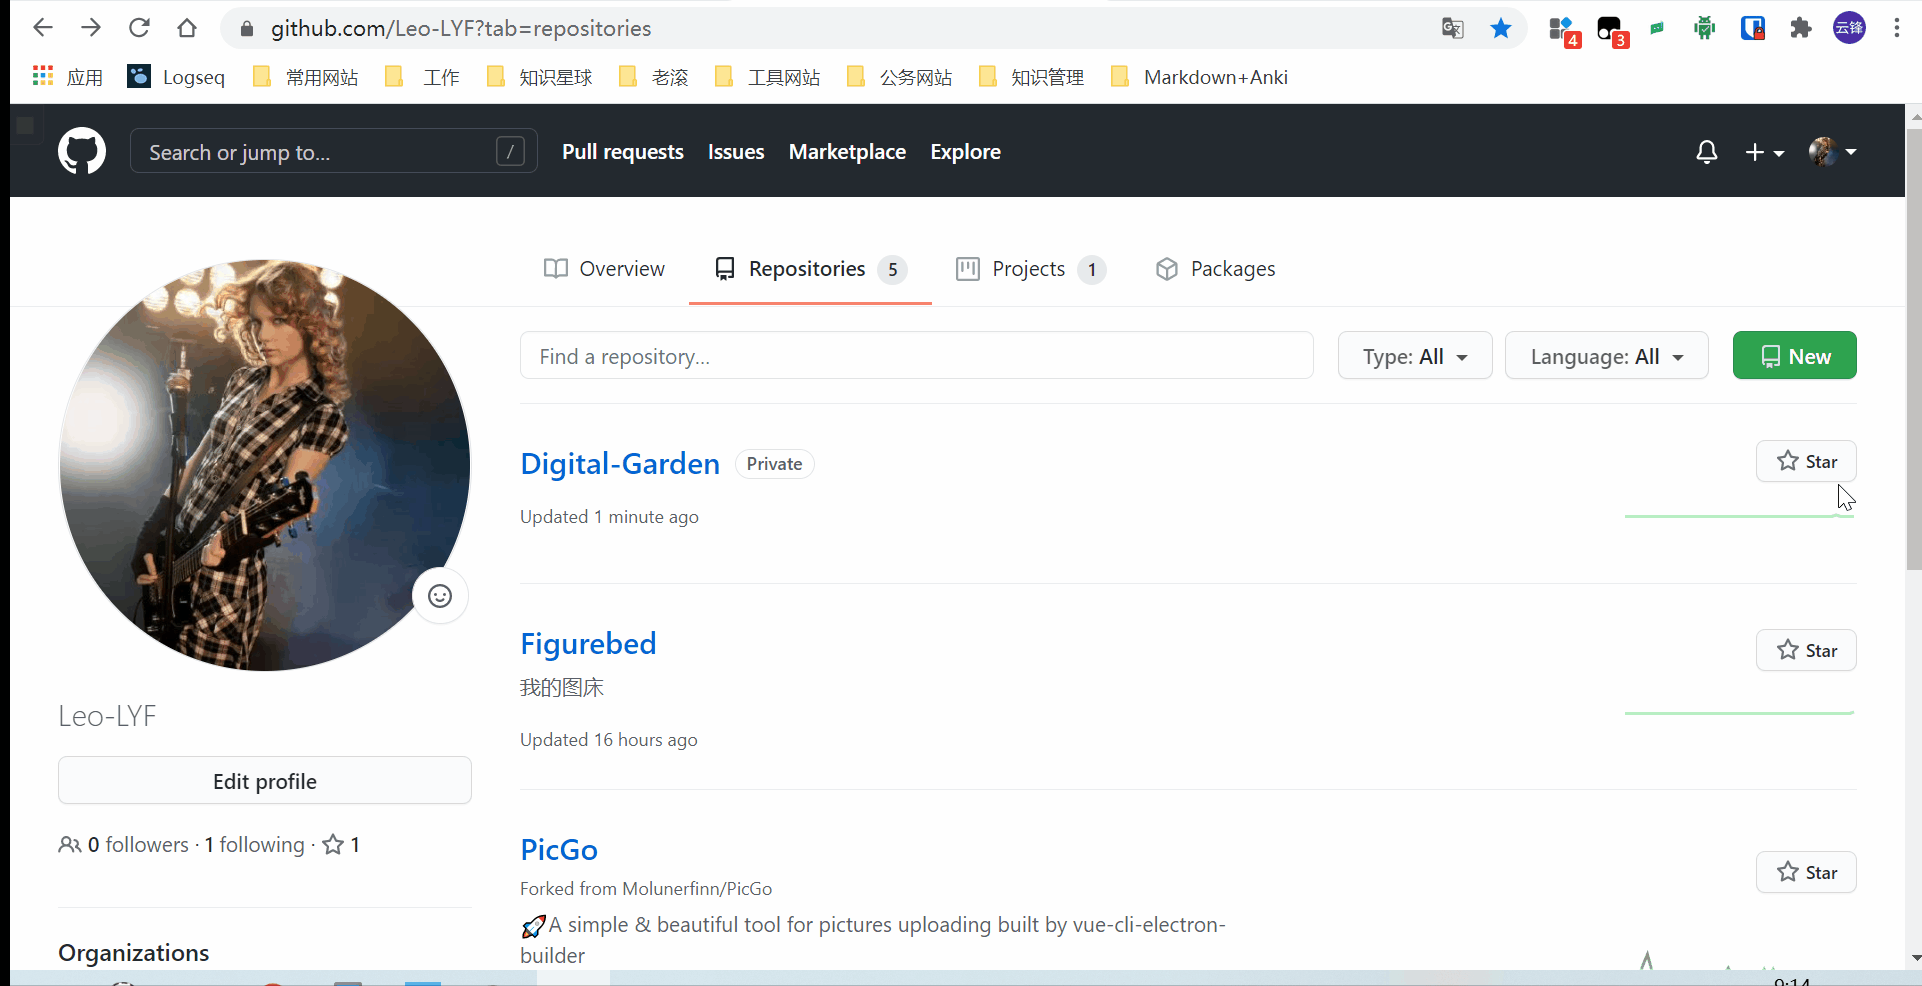 github.com/Leo-LYF?tab=repositories
4
3
云锋
应用
Logseq
常用网站
工作
知识星球
老滚
工具网站
公务网站
知识管理
Markdown+Anki
Search or jump to...
/
Pull requests
Issues
Marketplace
Explore
Overview
Repositories 5
Projects 1
Packages
Find a repository...
Type: All
Language: All
New
Digital-Garden
Private
Star
Updated 1 minute ago
Figurebed
Star
我的图床
Updated 16 hours ago
PicGo
Star
Forked from Molunerfinn/PicGo
🚀A simple & beautiful tool for pictures uploading built by vue-cli-electron-
builder
Leo-LYF
Edit profile
0 followers · 1 following · 1
Organizations
9:14